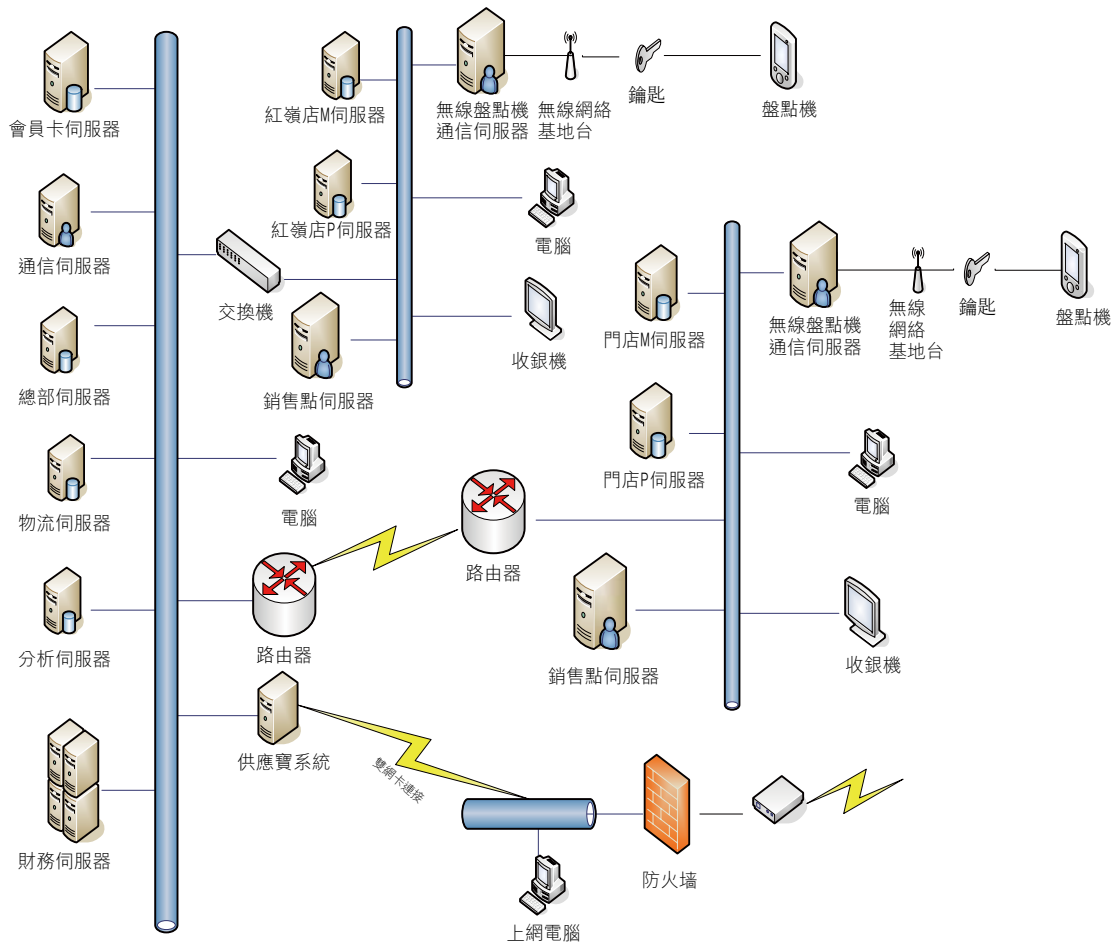 會員卡伺服器
通信伺服器
總部伺服器
物流伺服器
分析伺服器
財務伺服器
交換機
電腦
路由器
供應寶系統
雙網卡連接
紅嶺店M伺服器
紅嶺店P伺服器
銷售點伺服器
無線盤點機
通信伺服器
無線網絡
基地台
鑰匙
盤點機
電腦
收銀機
路由器
門店M伺服器
門店P伺服器
銷售點伺服器
無線盤點機
通信伺服器
無線
網絡
基地台
鑰匙
盤點機
電腦
收銀機
防火墙
上網電腦